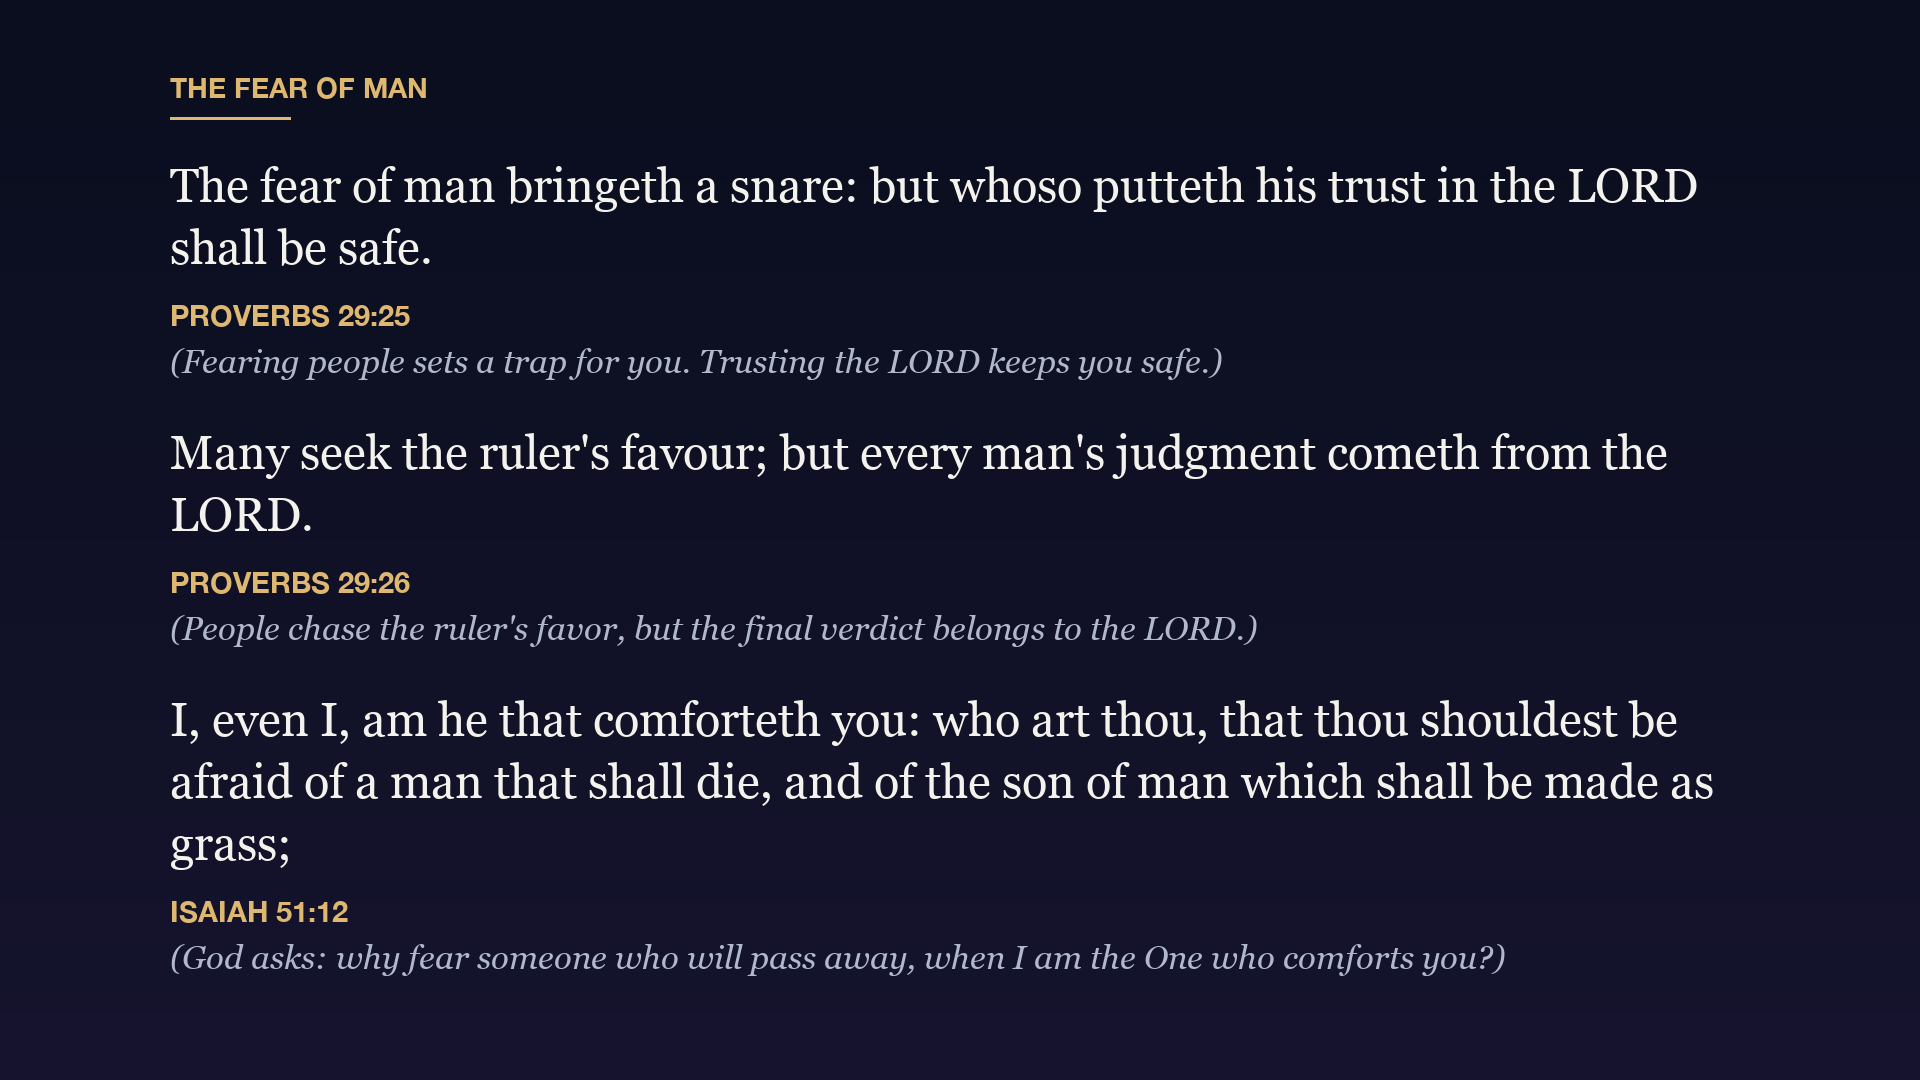 THE FEAR OF MAN
The fear of man bringeth a snare: but whoso putteth his trust in the LORD
shall be safe.
PROVERBS 29:25
(Fearing people sets a trap for you. Trusting the LORD keeps you safe.)
Many seek the ruler's favour; but every man's judgment cometh from the
LORD.
PROVERBS 29:26
(People chase the ruler's favor, but the final verdict belongs to the LORD.)
I, even I, am he that comforteth you: who art thou, that thou shouldest be
afraid of a man that shall die, and of the son of man which shall be made as
grass;
ISAIAH 51:12
(God asks: why fear someone who will pass away, when I am the One who comforts you?)